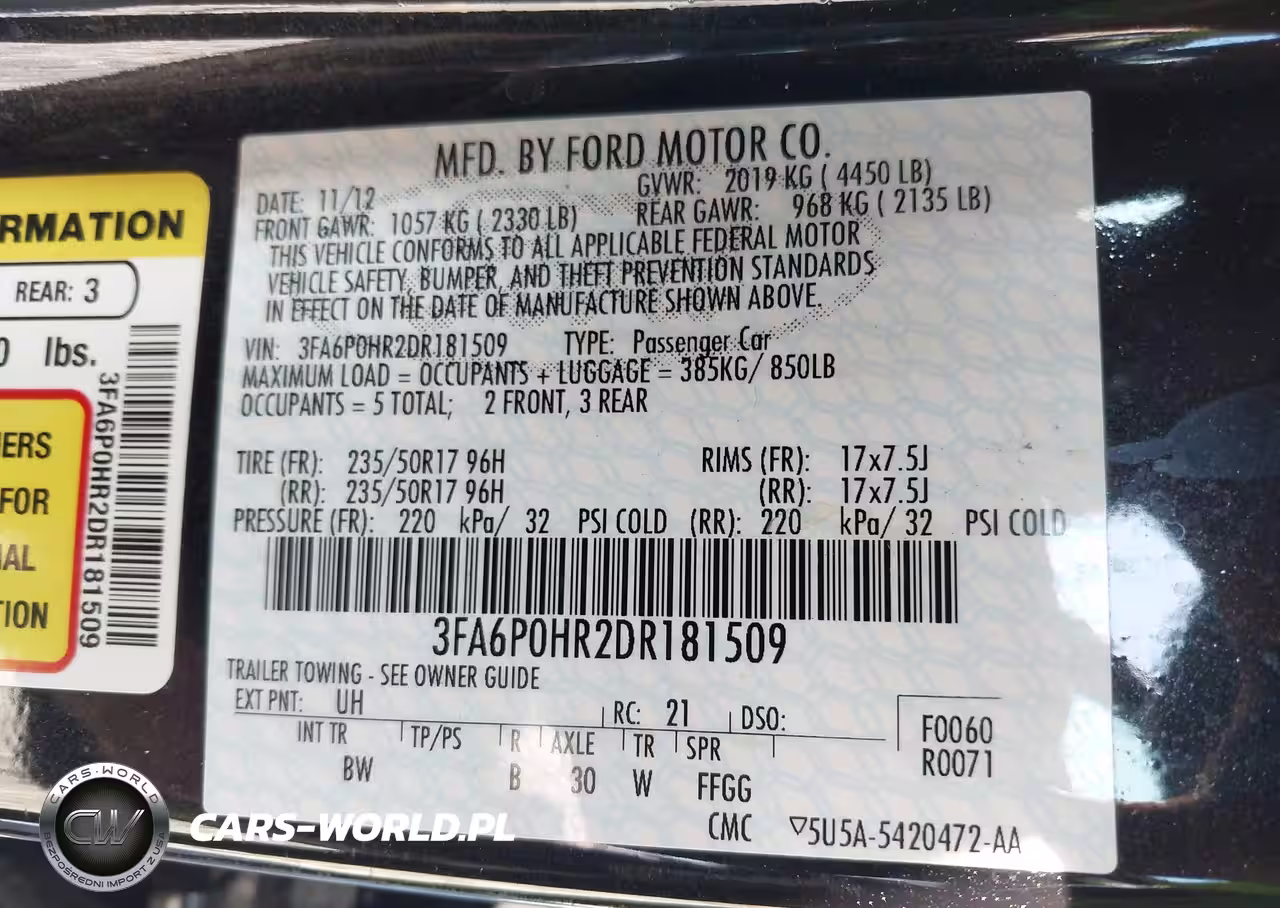 MFD. BY FORD MOTOR CO.
DATE: 11/12 GVWR: 2019 KG ( 4450 LB)
FRONT GAWR: 1057 KG ( 2330 LB) REAR GAWR: 968 KG ( 2135 LB)
THIS VEHICLE CONFORMS TO ALL APPLICABLE FEDERAL MOTOR
VEHICLE SAFETY, BUMPER, AND THEFT PREVENTION STANDARDS
IN EFFECT ON THE DATE OF MANUFACTURE SHOWN ABOVE.
VIN: 3FA6P0HR2DR181509 TYPE: Passenger Car
MAXIMUM LOAD = OCCUPANTS + LUGGAGE = 385KG/ 850LB
OCCUPANTS = 5 TOTAL; 2 FRONT, 3 REAR
TIRE (FR): 235/50R17 96H RIMS (FR): 17x7.5J
(RR): 235/50R17 96H (RR): 17x7.5J
PRESSURE (FR): 220 kPa/ 32 PSI COLD (RR): 220 kPa/ 32 PSI COLD
3FA6P0HR2DR181509
TRAILER TOWING - SEE OWNER GUIDE
EXT PNT: UH RC: 21 DSO:
INT TR TP/PS R AXLE TR SPR
BW B 30 W FFGG
CMC
F0060
R0071
▽5U5A-5420472-AA
RMATION
REAR: 3
0 lbs.
ERS
FOR
IAL
TION
3FA6P0HR2DR181509
CARS-WORLD
CW
BEZPOŚREDNI IMPORT Z USA
CARS-WORLD.PL